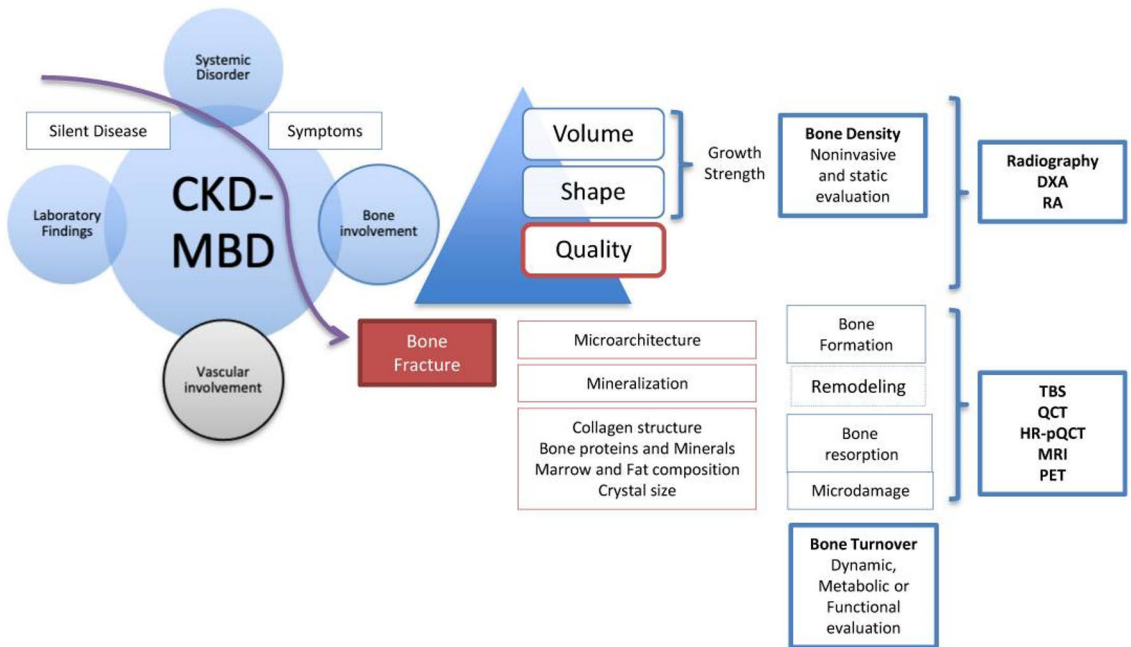 Systemic
Disorder
Silent Disease
Symptoms
CKD-
MBD
Laboratory
Findings
Bone
involvement
Vascular
involvement
Bone
Fracture
Volume
Shape
Quality
Growth
Strength
Bone Density
Noninvasive
and static
evaluation
Radiography
DXA
RA
Microarchitecture
Mineralization
Collagen structure
Bone proteins and Minerals
Marrow and Fat composition
Crystal size
Bone
Formation
Remodeling
Bone
resorption
Microdamage
TBS
QCT
HR-pQCT
MRI
PET
Bone Turnover
Dynamic,
Metabolic or
Functional
evaluation